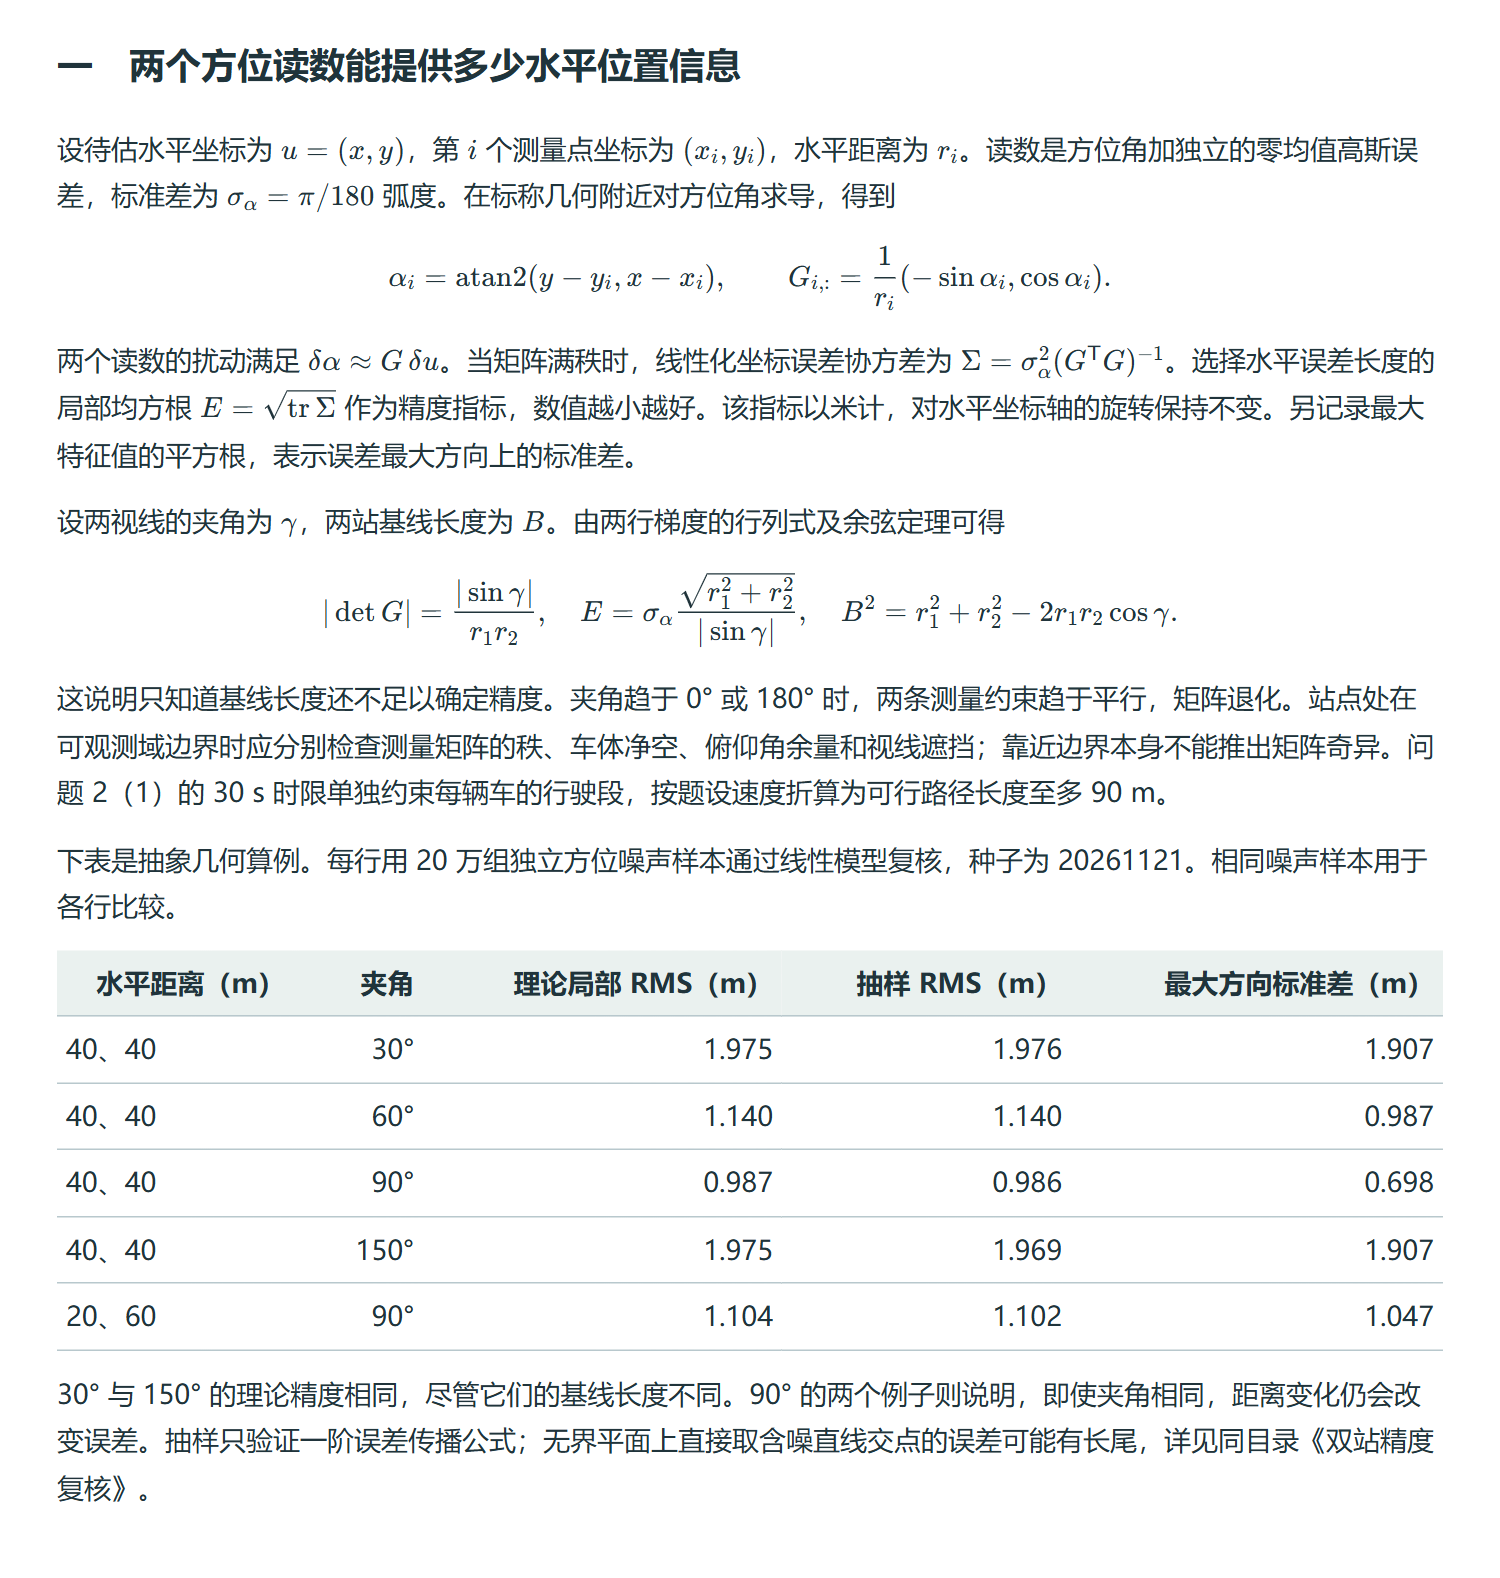 一　两个方位读数能提供多少水平位置信息
设待估水平坐标为 u = (x, y)，第 i 个测量点坐标为 (xᵢ, yᵢ)，水平距离为 rᵢ。读数是方位角加独立的零均值高斯误
差，标准差为 σ_α = π/180 弧度。在标称几何附近对方位角求导，得到
αᵢ = atan2(y − yᵢ, x − xᵢ),　G_{i,:} = \frac{1}{rᵢ}(− sin αᵢ, cos αᵢ).
两个读数的扰动满足 δα ≈ G δu。当矩阵满秩时，线性化坐标误差协方差为 Σ = σ_α²(GᵀG)⁻¹。选择水平误差长度的
局部均方根 E = √(tr Σ) 作为精度指标，数值越小越好。该指标以米计，对水平坐标轴的旋转保持不变。另记录最大
特征值的平方根，表示误差最大方向上的标准差。
设两视线的夹角为 γ，两站基线长度为 B。由两行梯度的行列式及余弦定理可得
|det G| = \frac{|sin γ|}{r₁r₂},　E = σ_α \frac{\sqrt{r₁² + r₂²}}{|sin γ|},　B² = r₁² + r₂² − 2r₁r₂ cos γ.
这说明只知道基线长度还不足以确定精度。夹角趋于 0° 或 180° 时，两条测量约束趋于平行，矩阵退化。站点处在
可观测域边界时应分别检查测量矩阵的秩、车体净空、俯仰角余量和视线遮挡；靠近边界本身不能推出矩阵奇异。问
题 2（1）的 30 s 时限单独约束每辆车的行驶段，按题设速度折算为可行路径长度至多 90 m。
下表是抽象几何算例。每行用 20 万组独立方位噪声样本通过线性模型复核，种子为 20261121。相同噪声样本用于
各行比较。
水平距离（m）　夹角　理论局部 RMS（m）　抽样 RMS（m）　最大方向标准差（m）
40、40　30°　1.975　1.976　1.907
40、40　60°　1.140　1.140　0.987
40、40　90°　0.987　0.986　0.698
40、40　150°　1.975　1.969　1.907
20、60　90°　1.104　1.102　1.047
30° 与 150° 的理论精度相同，尽管它们的基线长度不同。90° 的两个例子则说明，即使夹角相同，距离变化仍会改
变误差。抽样只验证一阶误差传播公式；无界平面上直接取含噪直线交点的误差可能有长尾，详见同目录《双站精度
复核》。